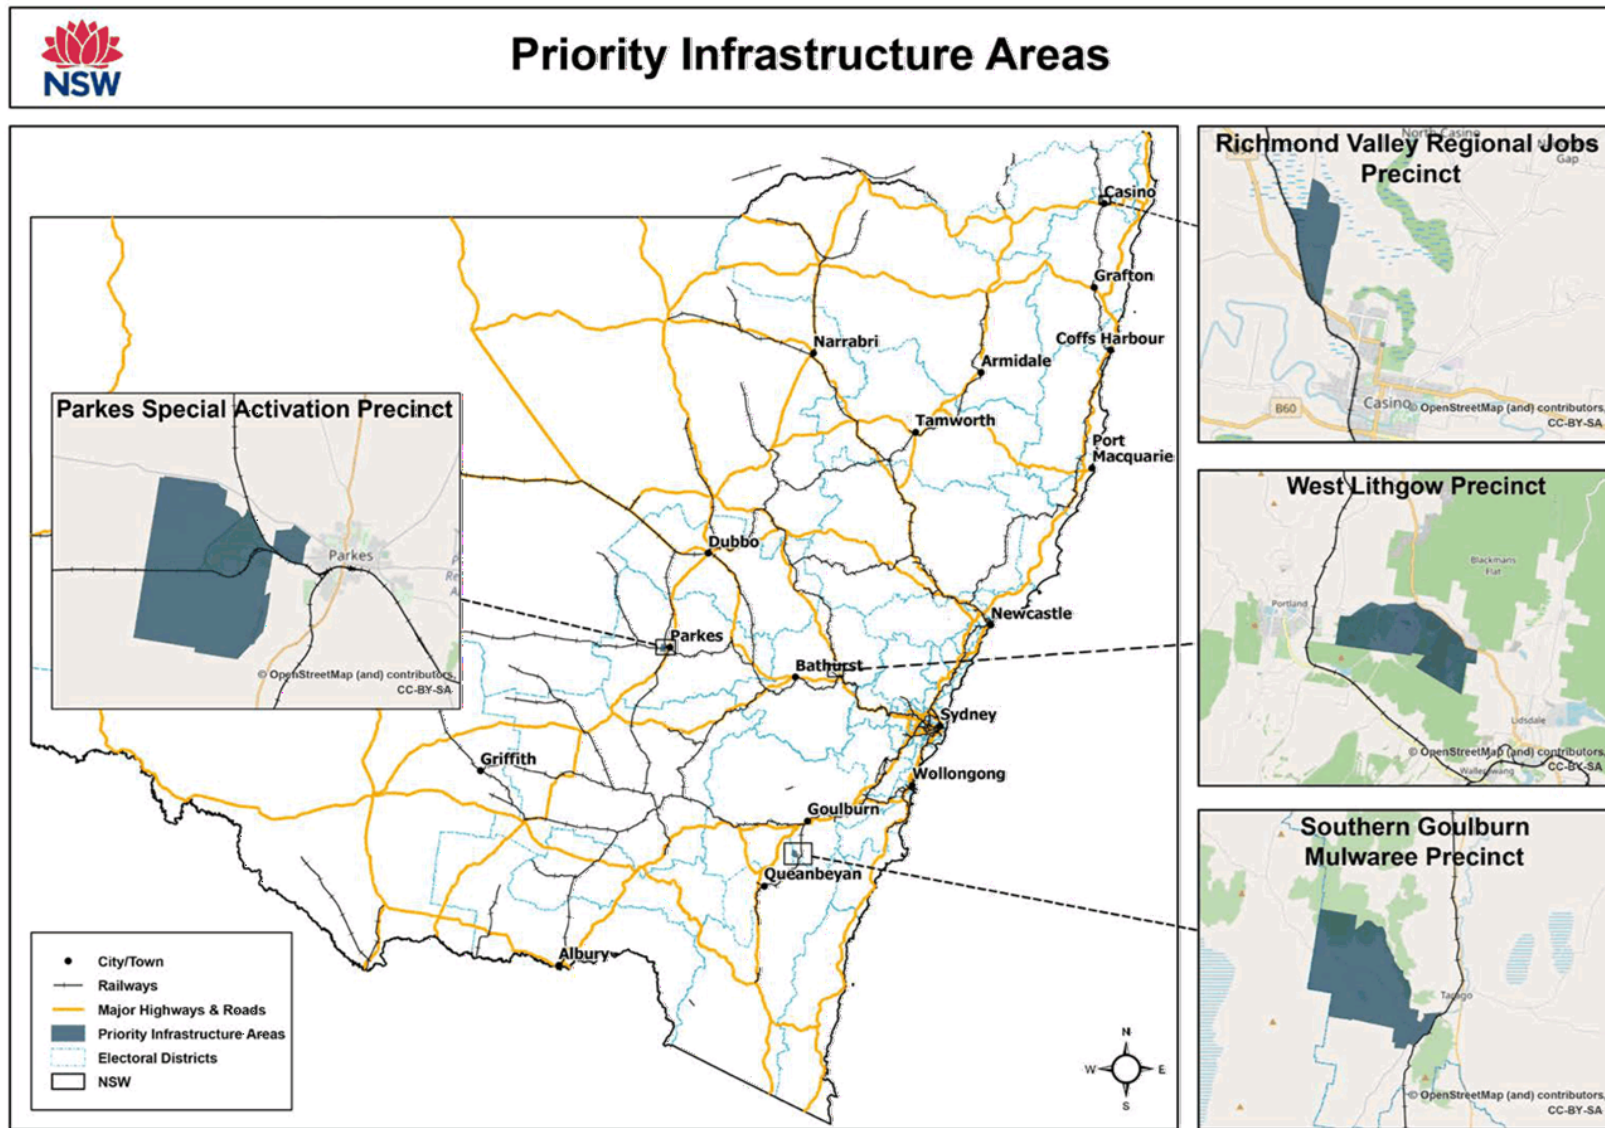 NSW
Priority Infrastructure Areas
Casino
Grafton
Coffs Harbour
Narrabri
Armidale
Tamworth
Port
Macquarie
Dubbo
Newcastle
Parkes
Bathurst
Sydney
Griffith
Wollongong
Goulburn
Queanbeyan
Albury
Parkes Special Activation Precinct
Parkes
© OpenStreetMap (and) contributors,
CC-BY-SA
City/Town
Railways
Major Highways & Roads
Priority Infrastructure Areas
Electoral Districts
NSW
N
W
E
S
Richmond Valley Regional Jobs
Precinct
North Casino
Gap
Casino
B60
© OpenStreetMap (and) contributors,
CC-BY-SA
West Lithgow Precinct
Blackmans
Flat
Portland
Lidsdale
Wallerawang
© OpenStreetMap (and) contributors,
CC-BY-SA
Southern Goulburn
Mulwaree Precinct
Tarago
© OpenStreetMap (and) contributors,
CC-BY-SA